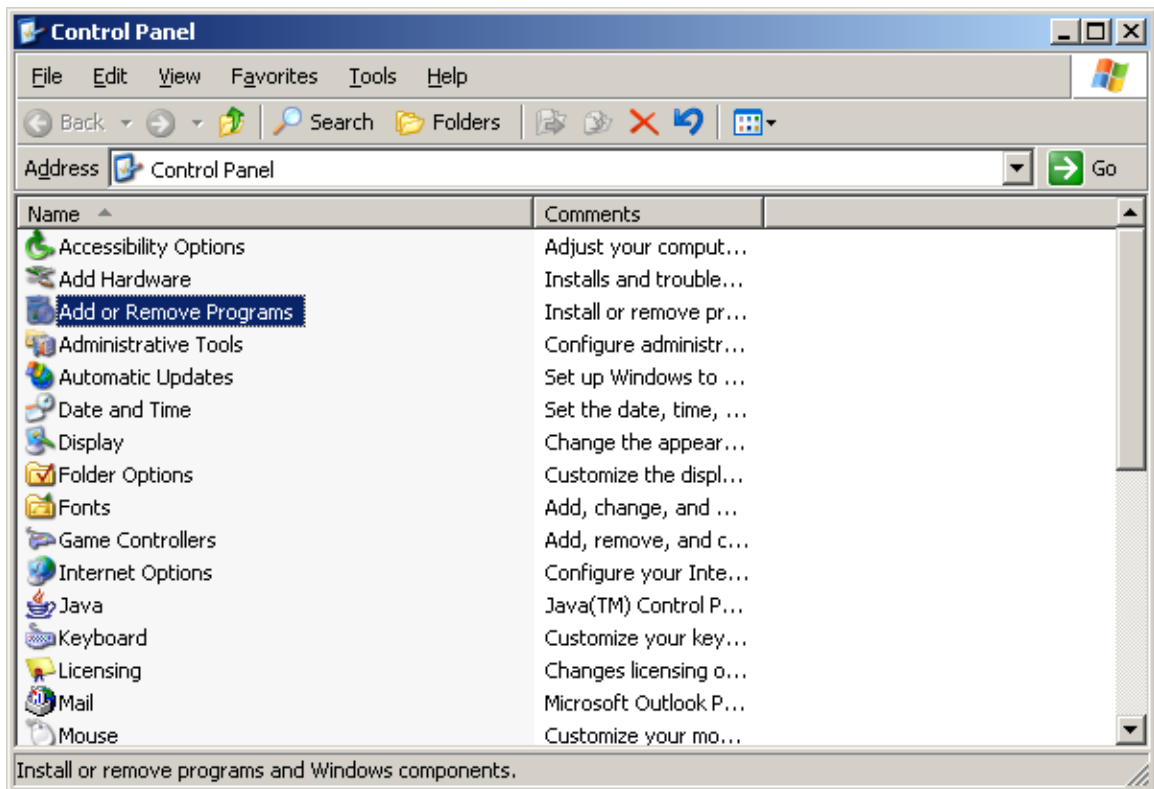 Control Panel
File Edit View Favorites Tools Help
Back Search Folders
Address Control Panel Go
Name Comments
Accessibility Options Adjust your comput...
Add Hardware Installs and trouble...
Add or Remove Programs Install or remove pr...
Administrative Tools Configure administr...
Automatic Updates Set up Windows to ...
Date and Time Set the date, time, ...
Display Change the appear...
Folder Options Customize the displ...
Fonts Add, change, and ...
Game Controllers Add, remove, and c...
Internet Options Configure your Inte...
Java Java(TM) Control P...
Keyboard Customize your key...
Licensing Changes licensing o...
Mail Microsoft Outlook P...
Mouse Customize your mo...
Install or remove programs and Windows components.